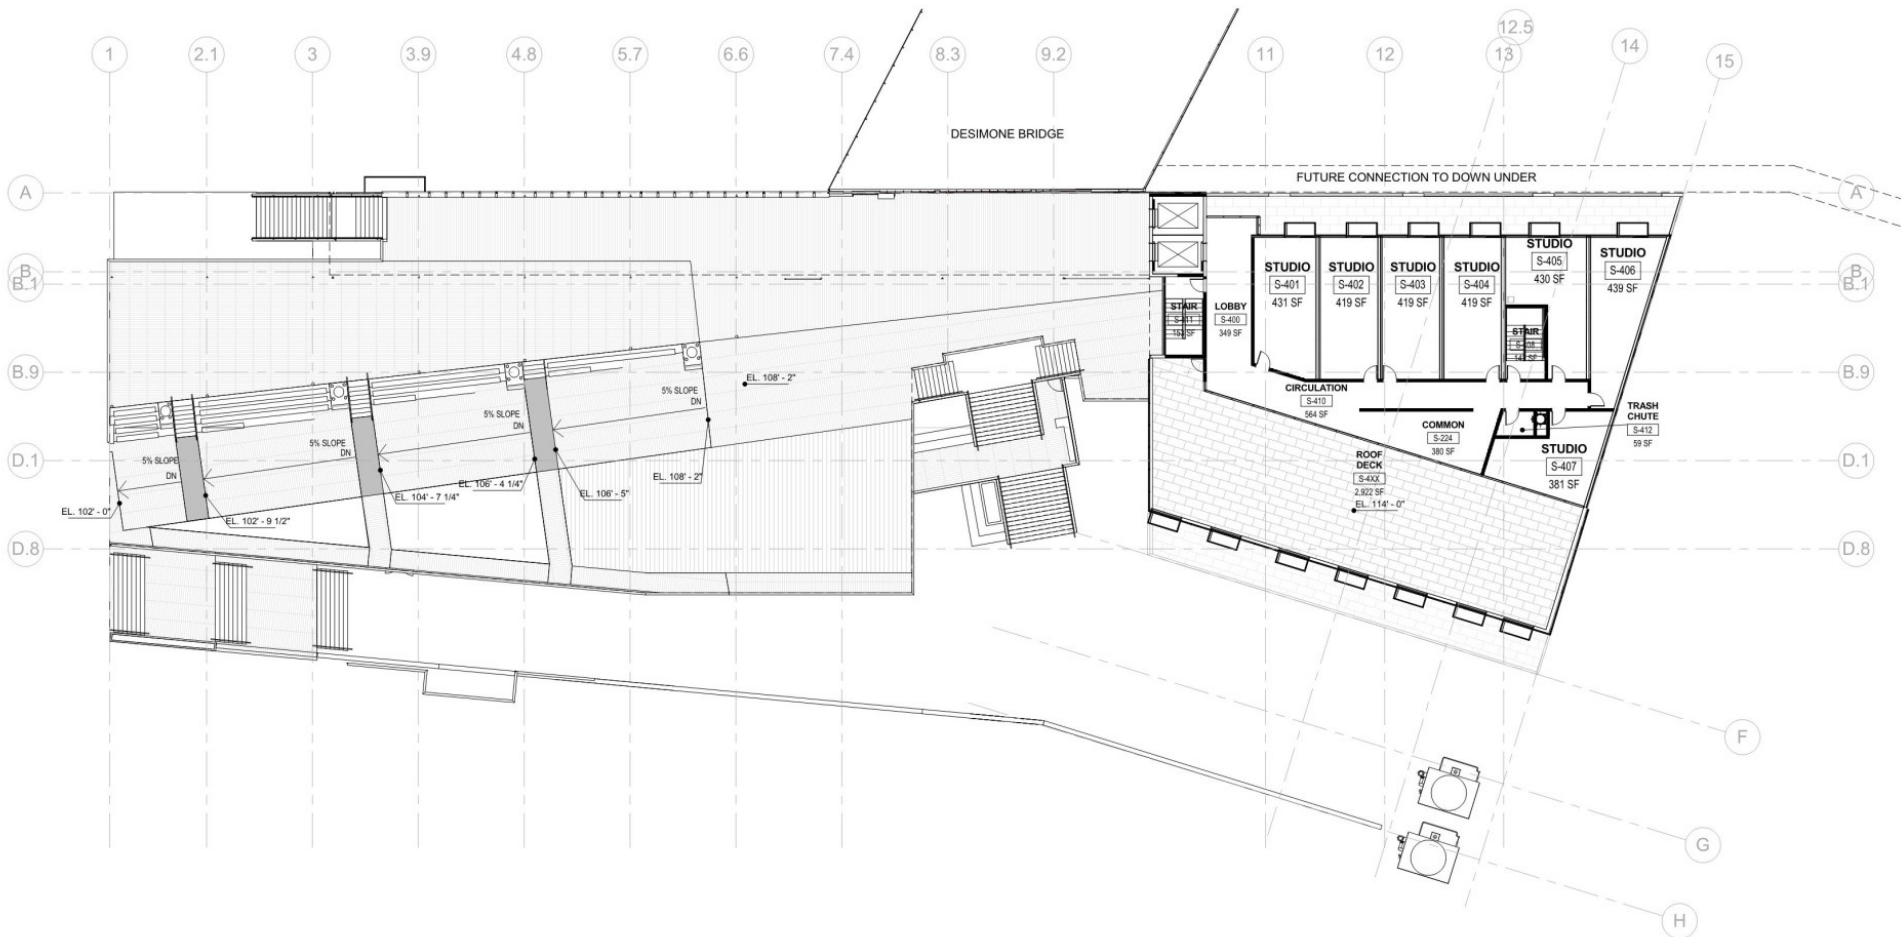 1
2.1
3
3.9
4.8
5.7
6.6
7.4
8.3
9.2
11
12
12.5
13
14
15
DESIMONE BRIDGE
FUTURE CONNECTION TO DOWN UNDER
A
A
B
B.1
B
B.1
B.9
B.9
D.1
D.1
D.8
D.8
F
G
H
STUDIO
S-401
431 SF
STUDIO
S-402
419 SF
STUDIO
S-403
419 SF
STUDIO
S-404
419 SF
STUDIO
S-405
430 SF
STUDIO
S-406
439 SF
STAIR
LOBBY
S-400
349 SF
STAIR
CIRCULATION
S-410
564 SF
COMMON
S-224
380 SF
TRASH
CHUTE
S-412
59 SF
STUDIO
S-407
381 SF
ROOF
DECK
S-4XX
2,922 SF
EL. 114' - 0"
EL. 108' - 2"
5% SLOPE
DN
5% SLOPE
DN
5% SLOPE
DN
5% SLOPE
DN
EL. 108' - 2"
EL. 106' - 5"
EL. 106' - 4 1/4"
EL. 104' - 7 1/4"
EL. 102' - 9 1/2"
EL. 102' - 0"